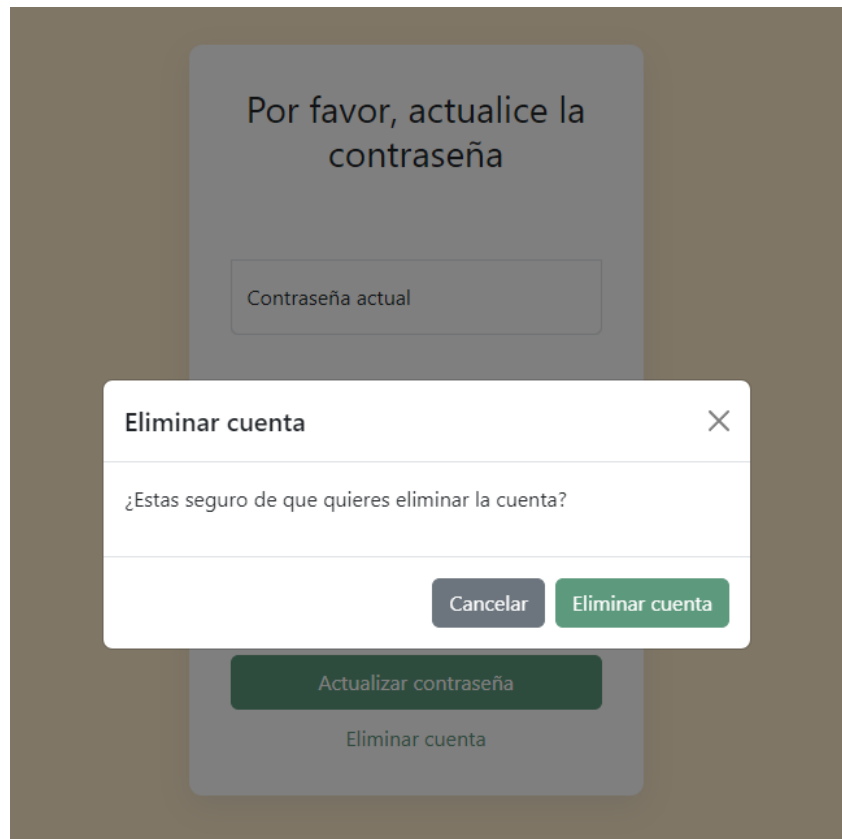 Por favor, actualice la
contraseña
Contraseña actual
Eliminar cuenta
¿Estas seguro de que quieres eliminar la cuenta?
Cancelar
Eliminar cuenta
Actualizar contraseña
Eliminar cuenta